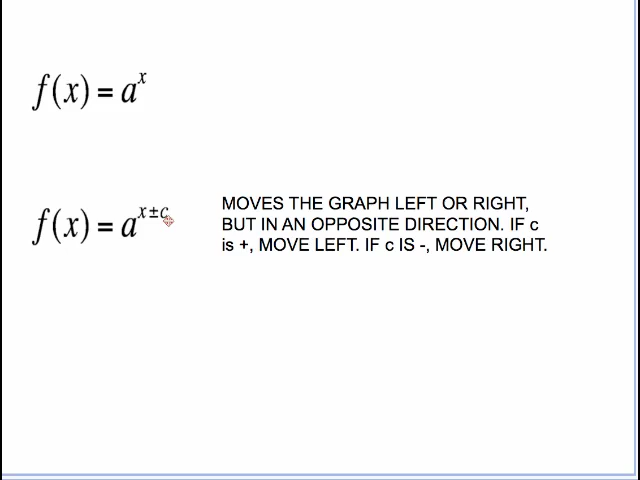 f(x) = a^x
f(x) = a^{x±c}
MOVES THE GRAPH LEFT OR RIGHT,
BUT IN AN OPPOSITE DIRECTION. IF c
is +, MOVE LEFT. IF c IS -, MOVE RIGHT.